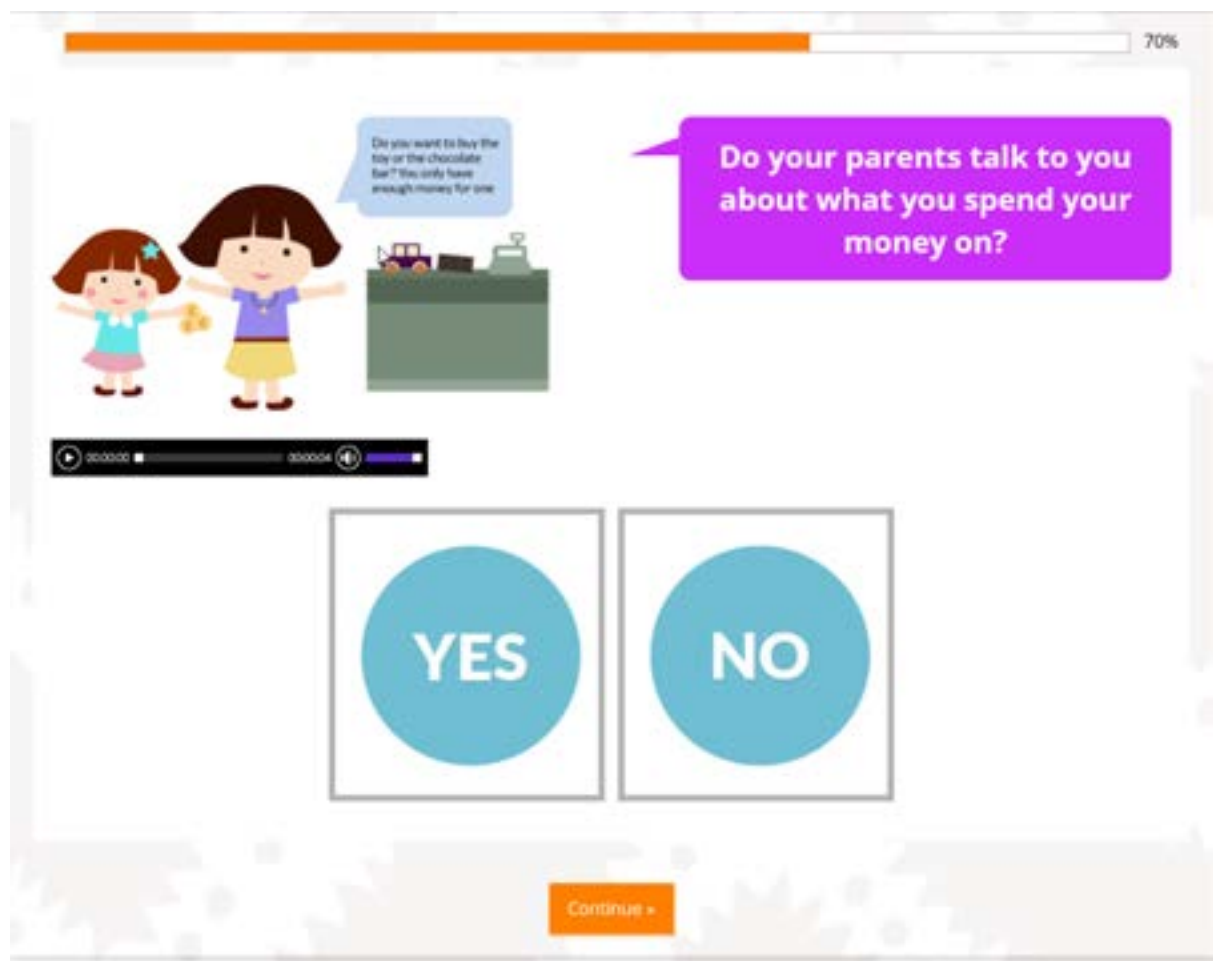 70%
Do you want to buy the
toy or the chocolate
bar? You only have
enough money for one
Do your parents talk to you
about what you spend your
money on?
00:00:00
00:00:04
YES
NO
Continue »